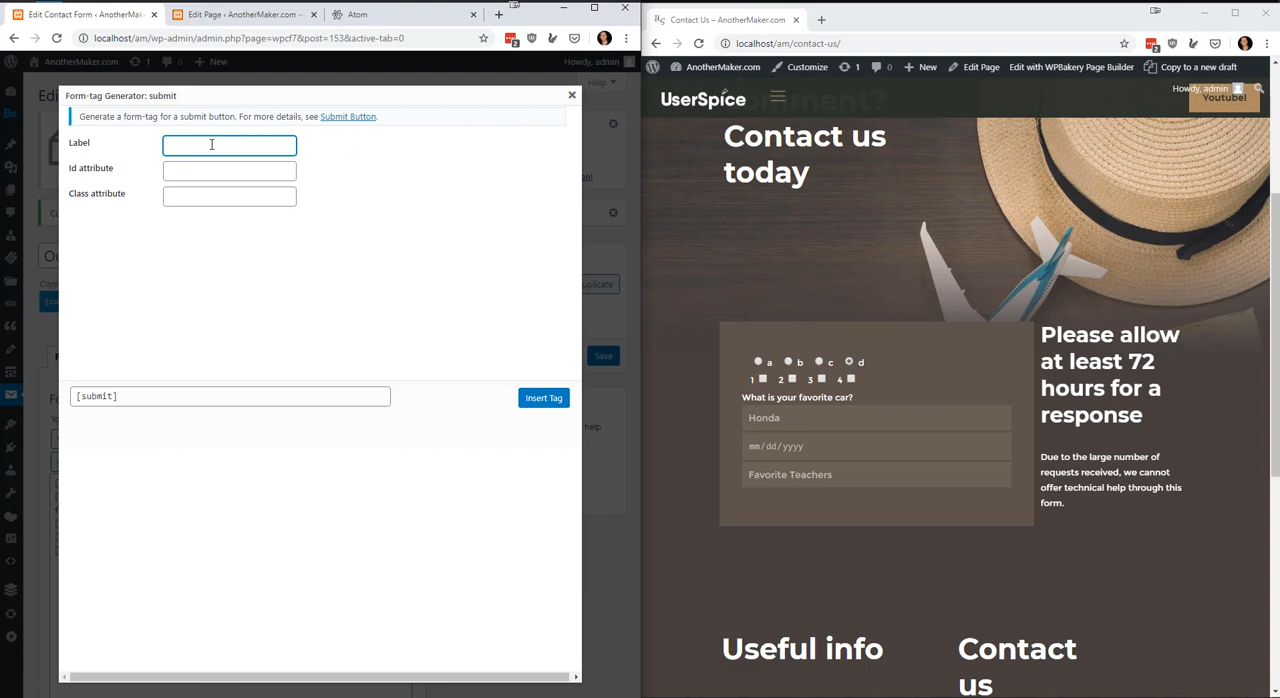 Edit Contact Form ‹ AnotherMaker.
Edit Page ‹ AnotherMaker.com —
Atom
localhost/am/wp-admin/admin.php?page=wpcf7&post=153&active-tab=0
AnotherMaker.com
1
0
New
Howdy, admin
Help
Form-tag Generator: submit
Generate a form-tag for a submit button. For more details, see Submit Button.
Label
Id attribute
Class attribute
Save
help
[submit]
Insert Tag
Contact Us – AnotherMaker.com
localhost/am/contact-us/
AnotherMaker.com
Customize
1
0
New
Edit Page
Edit with WPBakery Page Builder
Copy to a new draft
Howdy, admin
UserSpice
Youtube!
Contact us
today
a b c d
1 2 3 4
What is your favorite car?
Honda
mm/dd/yyyy
Favorite Teachers
Please allow
at least 72
hours for a
response
Due to the large number of
requests received, we cannot
offer technical help through this
form.
Useful info
Contact
us